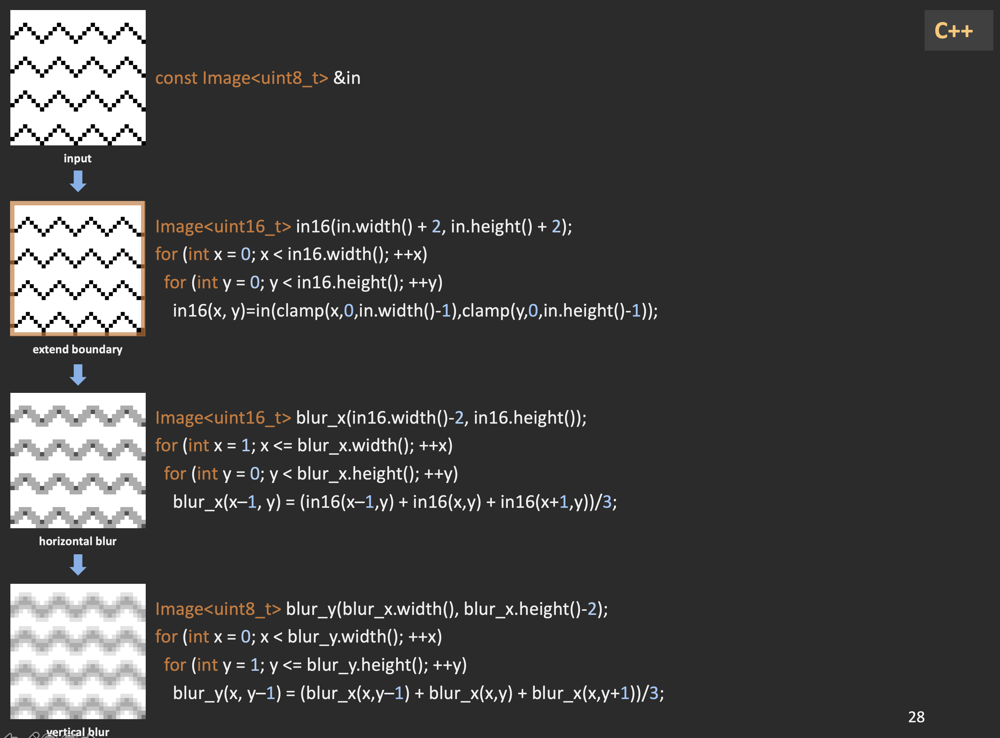 C++
const Image<uint8_t> &in
input
Image<uint16_t> in16(in.width() + 2, in.height() + 2);
for (int x = 0; x < in16.width(); ++x)
for (int y = 0; y < in16.height(); ++y)
in16(x, y)=in(clamp(x,0,in.width()-1),clamp(y,0,in.height()-1));
extend boundary
Image<uint16_t> blur_x(in16.width()-2, in16.height());
for (int x = 1; x <= blur_x.width(); ++x)
for (int y = 0; y < blur_x.height(); ++y)
blur_x(x–1, y) = (in16(x–1,y) + in16(x,y) + in16(x+1,y))/3;
horizontal blur
Image<uint8_t> blur_y(blur_x.width(), blur_x.height()-2);
for (int x = 0; x < blur_y.width(); ++x)
for (int y = 1; y <= blur_y.height(); ++y)
blur_y(x, y–1) = (blur_x(x,y–1) + blur_x(x,y) + blur_x(x,y+1))/3;
28
vertical blur